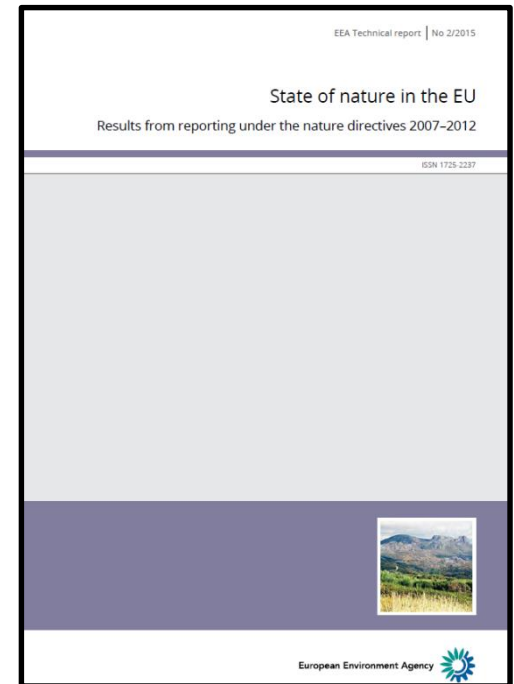 EEA Technical report | No 2/2015
State of nature in the EU
Results from reporting under the nature directives 2007–2012
ISSN 1725-2237
European Environment Agency